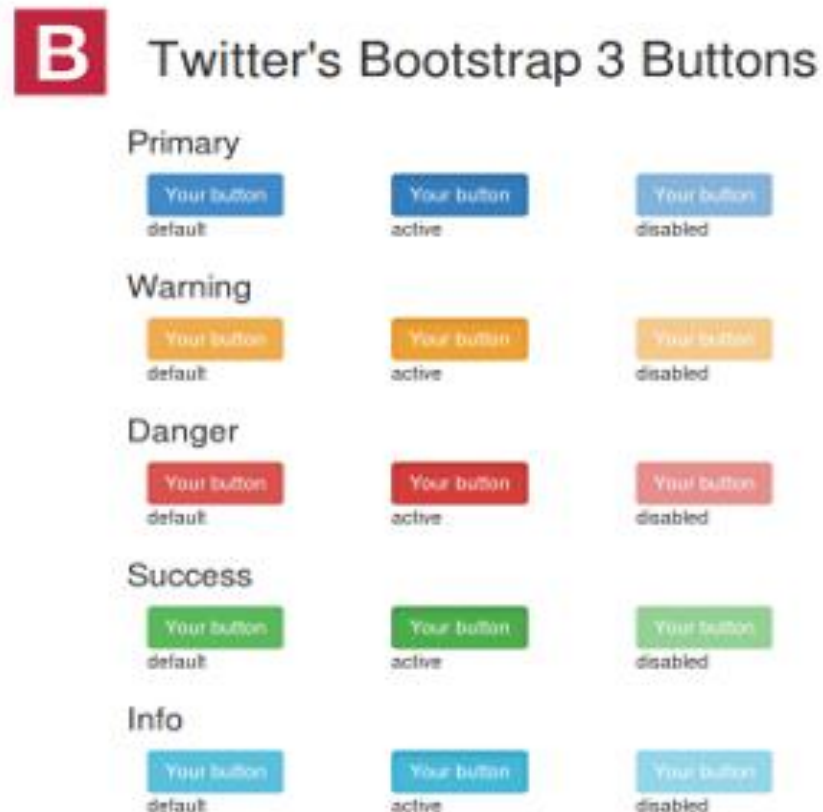 B Twitter's Bootstrap 3 Buttons
Primary
Your button Your button Your button
default active disabled
Warning
Your button Your button Your button
default active disabled
Danger
Your button Your button Your button
default active disabled
Success
Your button Your button Your button
default active disabled
Info
Your button Your button Your button
default active disabled